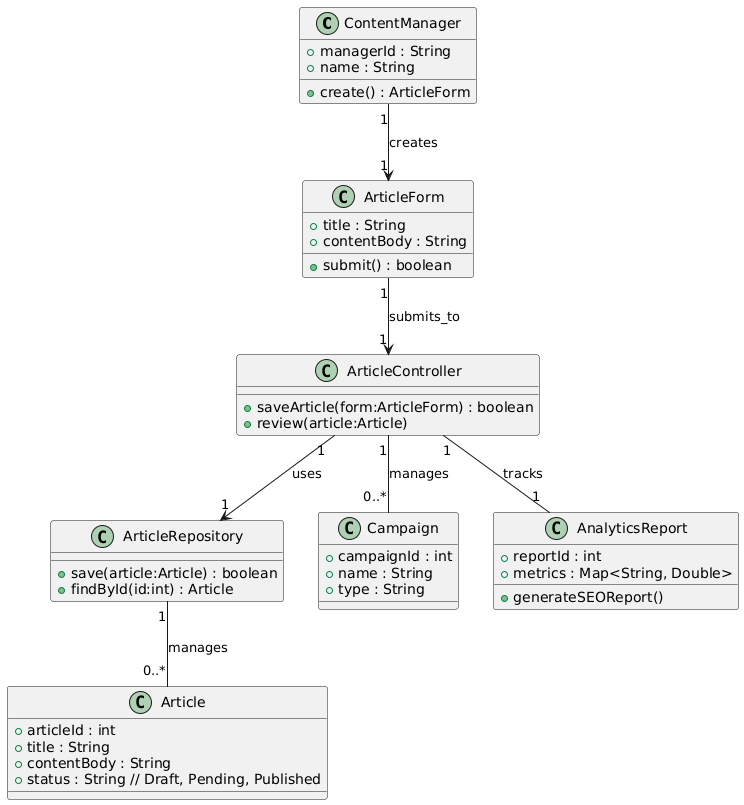 C ContentManager
+ managerId : String
+ name : String
+ create() : ArticleForm
1
creates
1
C ArticleForm
title : String
contentBody : String
submit() : boolean
1
submits_to
1
C ArticleController
saveArticle(form:ArticleForm) : boolean
review(article:Article)
1 1 1
uses manages tracks
1 0..* 1
C ArticleRepository
save(article:Article) : boolean
findById(id:int) : Article
C Campaign
campaignId : int
name : String
type : String
C AnalyticsReport
reportId : int
metrics : Map<String, Double>
generateSEOReport()
1
manages
0..*
C Article
articleId : int
title : String
contentBody : String
status : String // Draft, Pending, Published